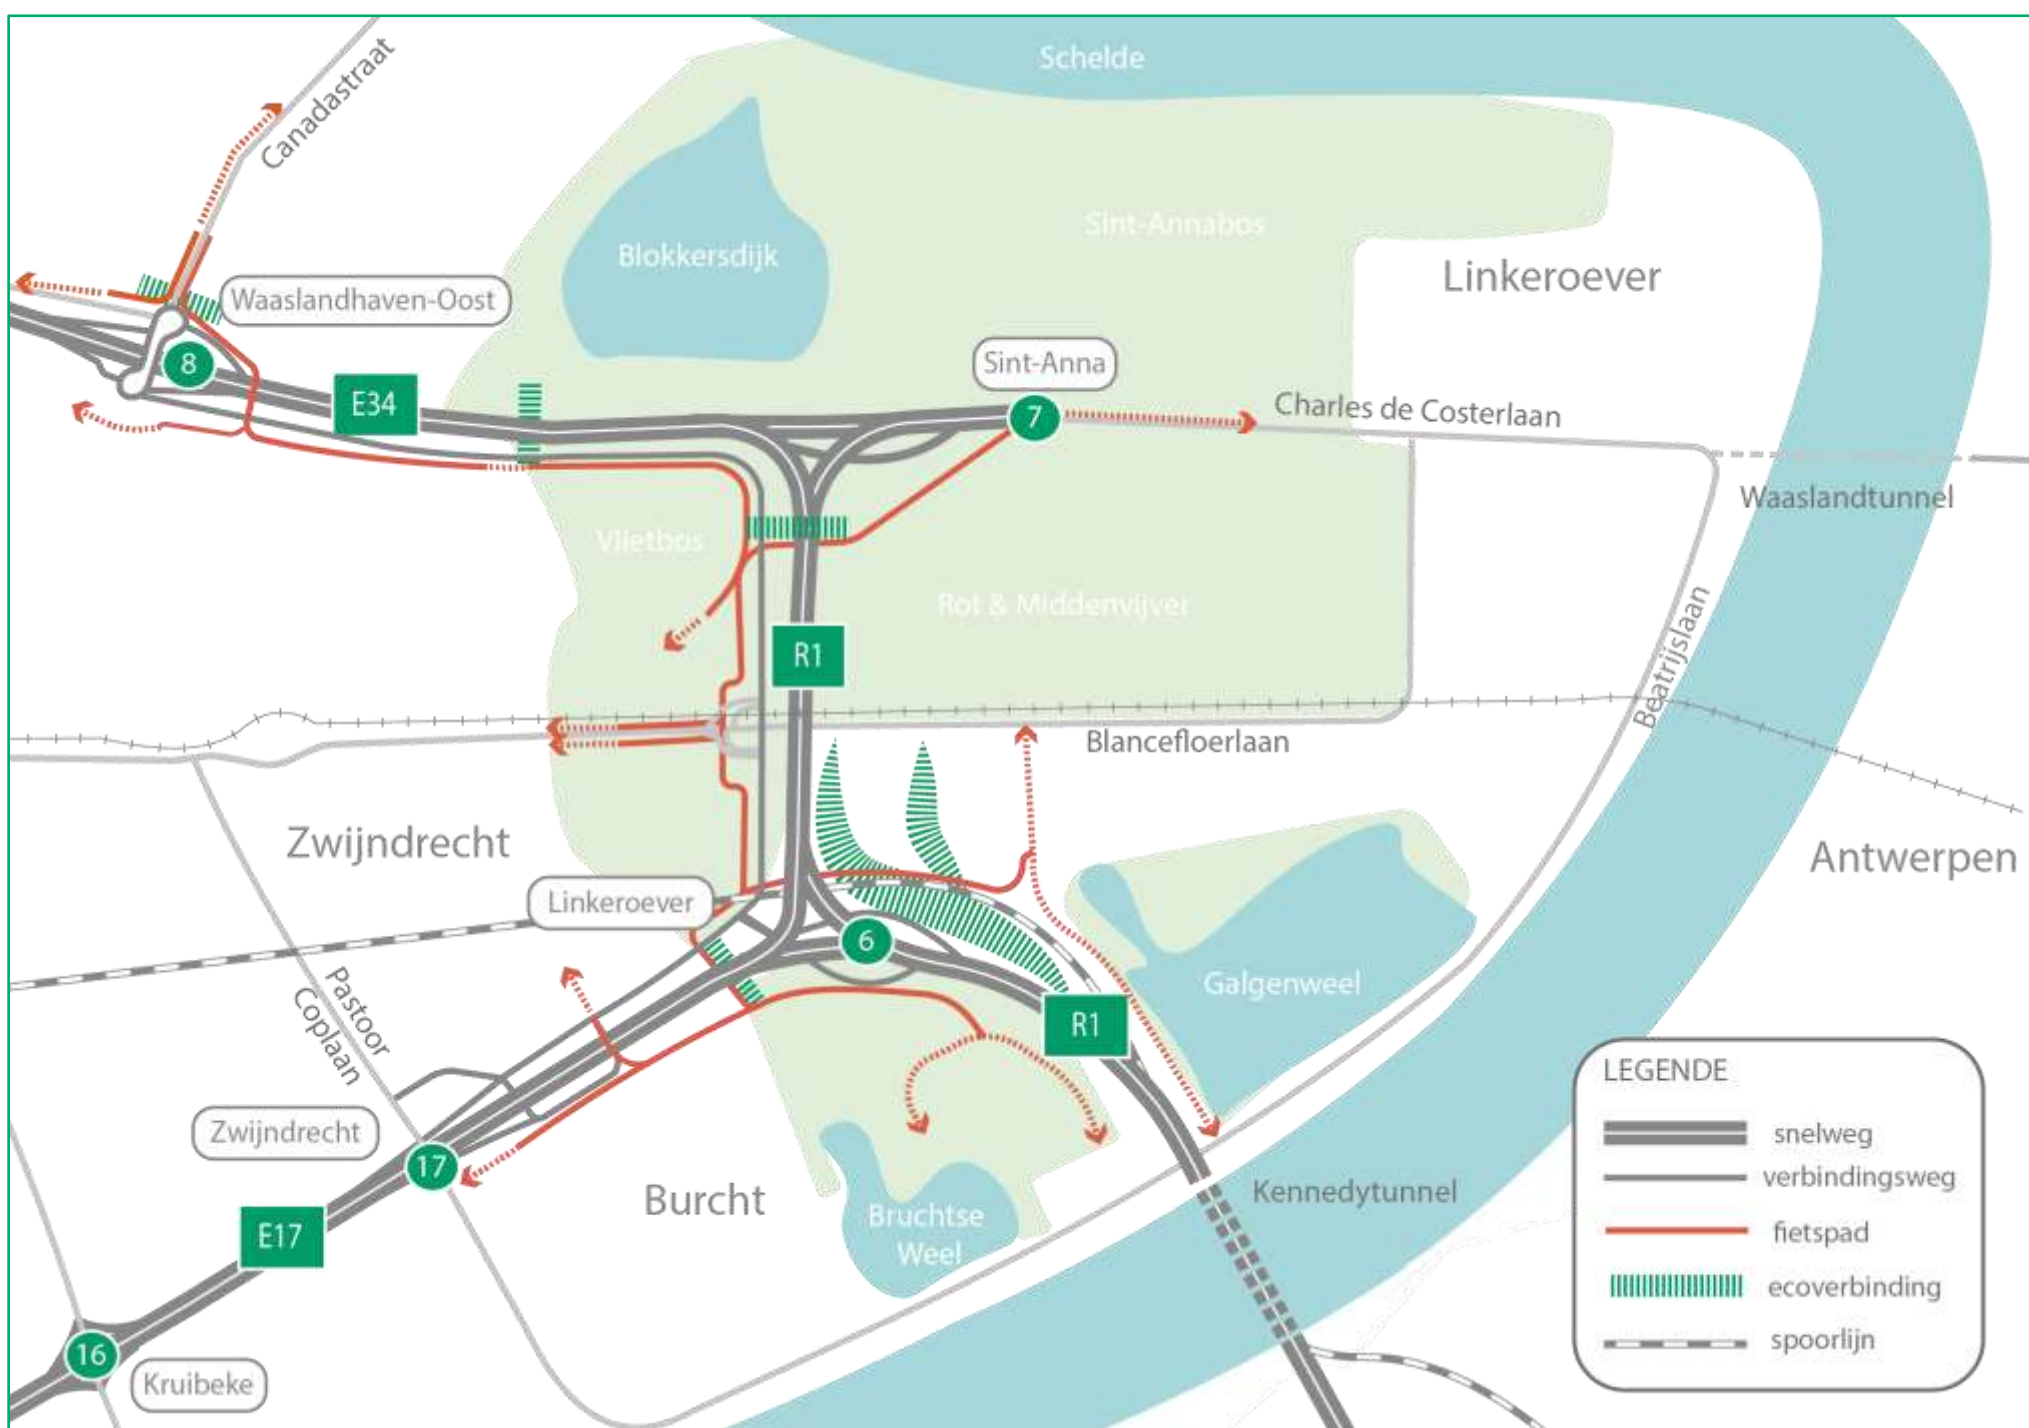 Schelde
Canadastraat
Sint-Annabos
Blokkersdijk
Linkeroever
Waaslandhaven-Oost
8
Sint-Anna
E34
7
Charles de Costerlaan
Waaslandtunnel
Vlietbos
Rot & Middenvijver
R1
Beatrijslaan
Blancefloerlaan
Zwijndrecht
Antwerpen
Linkeroever
6
Galgenweel
Pastoor
Coplaan
R1
LEGENDE
snelweg
verbindingsweg
fietspad
ecoverbinding
spoorlijn
Zwijndrecht
17
Burcht
Kennedytunnel
Bruchtse
Weel
E17
16
Kruibeke